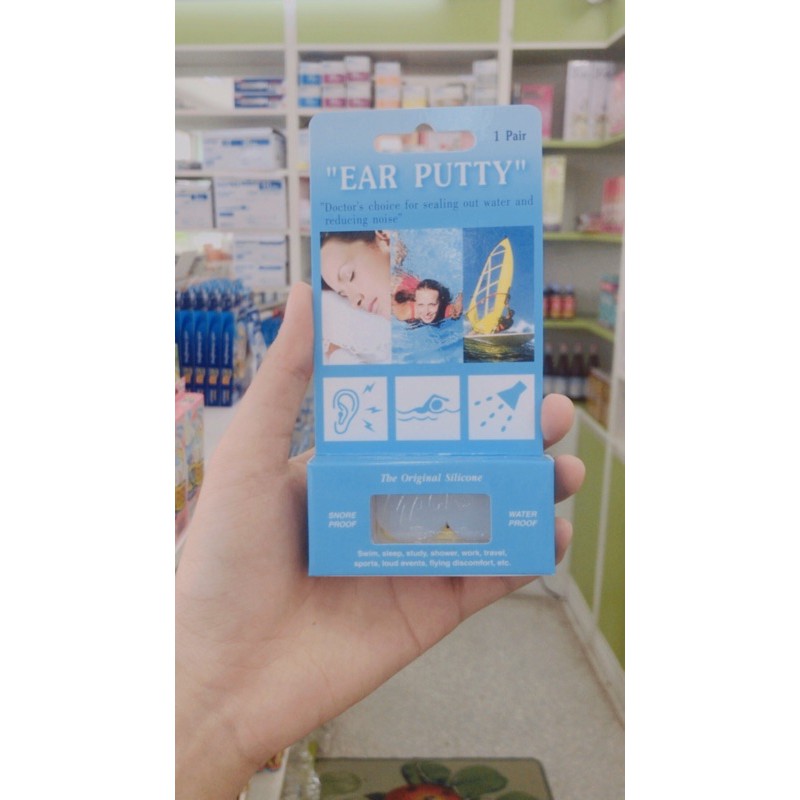 1 Pair
"EAR PUTTY"
"Doctor's choice for sealing out water and
reducing noise"
The Original Silicone
SNORE
PROOF
WATER
PROOF
Swim, sleep, study, shower, work, travel,
sports, loud events, flying discomfort, etc.